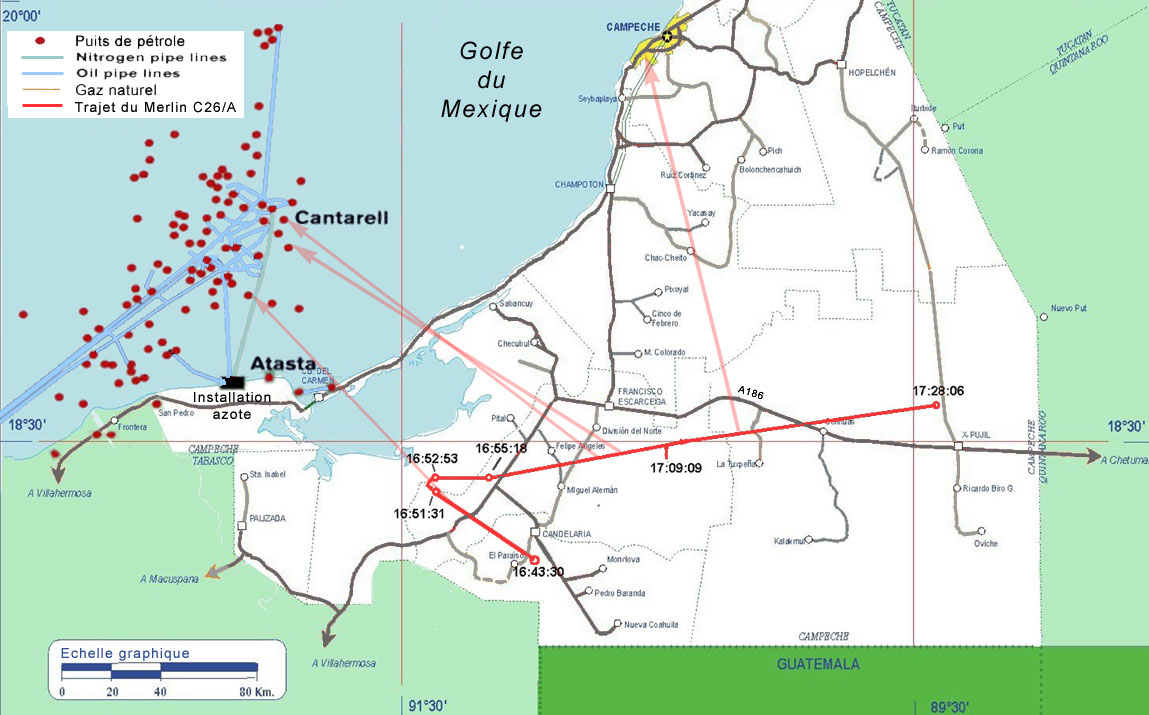 20°00'
Puits de pétrole
Nitrogen pipe lines
Oil pipe lines
Gaz naturel
Trajet du Merlin C26/A
Golfe
du
Mexique
CAMPECHE
YUCATAN
CAMPECHE
YUCATAN
QUINTANA ROO
HOPELCHÉN
Seybaplaya
Iturbide
Put
Ramón Corona
Pich
Bolonchencahuich
Ruiz Cortinez
CHAMPOTON
Yacasay
Chac-Cheito
Cantarell
Pixoyal
Cinco de
Febrero
Nuevo Put
Sabancuy
Checubul
M. Colorado
Atasta
CD. DEL
CARMEN
Installation
azote
FRANCISCO
ESCARCEGA
A186
17:28:06
San Pedro
Frontera
Pital
División del Norte
18°30'
18°30'
CAMPECHE
TABASCO
Felipe Angeles
16:55:18
16:52:53
17:09:09
La Tuxpeña
X-PUJIL
CAMPECHE
QUINTANA ROO
A Chetumal
Sta. Isabel
A Villahermosa
Miguel Alemán
16:51:31
Ricardo Biro G.
PALIZADA
CANDELARIA
Kalakmul
Oviche
El Paraiso
16:43:30
Monclova
A Macuspana
Pedro Baranda
Nueva Coahuila
CAMPECHE
GUATEMALA
A Villahermosa
Echelle graphique
0
20
40
80 Km.
91°30'
89°30'